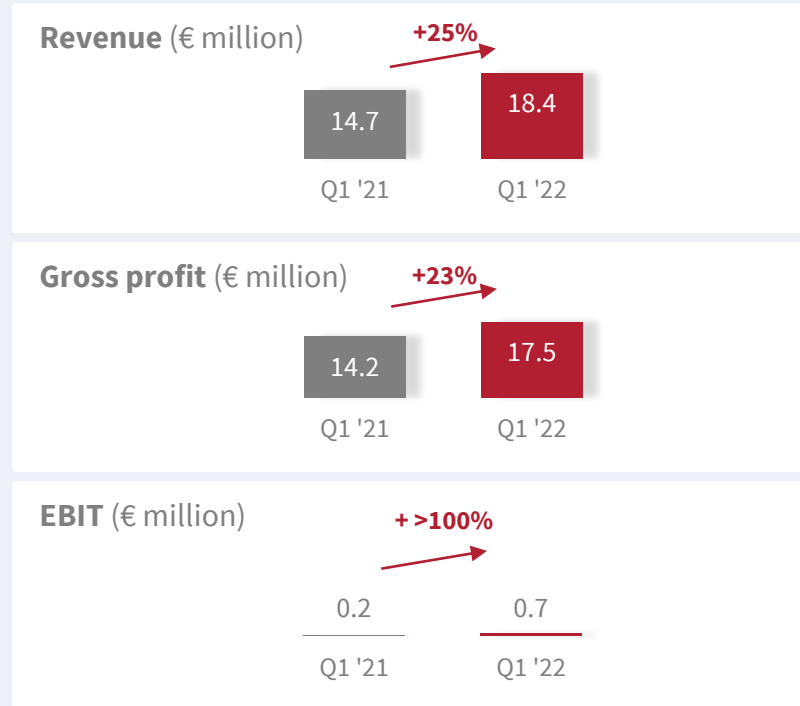 Revenue (€ million)
+25%
14.7
18.4
Q1 '21
Q1 '22
Gross profit (€ million)
+23%
14.2
17.5
Q1 '21
Q1 '22
EBIT (€ million)
+ >100%
0.2
0.7
Q1 '21
Q1 '22